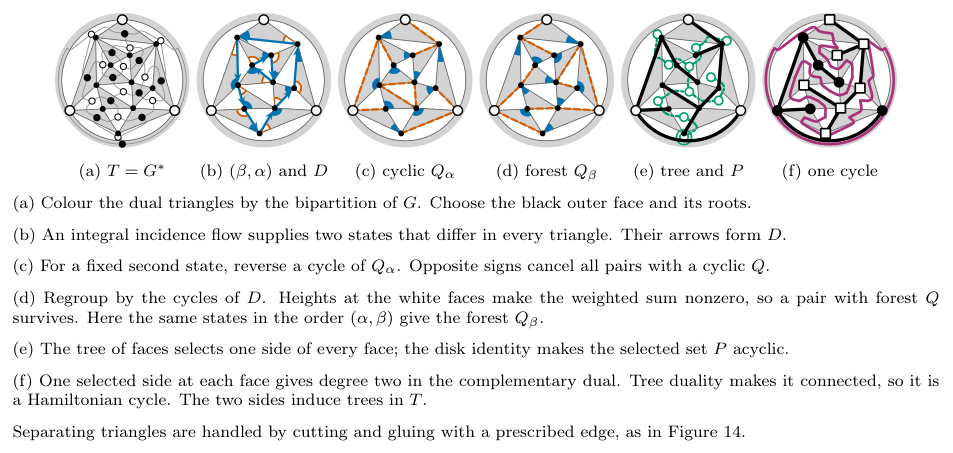 (a) T = G* (b) (β, α) and D (c) cyclic Qα (d) forest Qβ (e) tree and P (f) one cycle
(a) Colour the dual triangles by the bipartition of G. Choose the black outer face and its roots.
(b) An integral incidence flow supplies two states that differ in every triangle. Their arrows form D.
(c) For a fixed second state, reverse a cycle of Qα. Opposite signs cancel all pairs with a cyclic Q.
(d) Regroup by the cycles of D. Heights at the white faces make the weighted sum nonzero, so a pair with forest Q
survives. Here the same states in the order (α, β) give the forest Qβ.
(e) The tree of faces selects one side of every face; the disk identity makes the selected set P acyclic.
(f) One selected side at each face gives degree two in the complementary dual. Tree duality makes it connected, so it is
a Hamiltonian cycle. The two sides induce trees in T.
Separating triangles are handled by cutting and gluing with a prescribed edge, as in Figure 14.